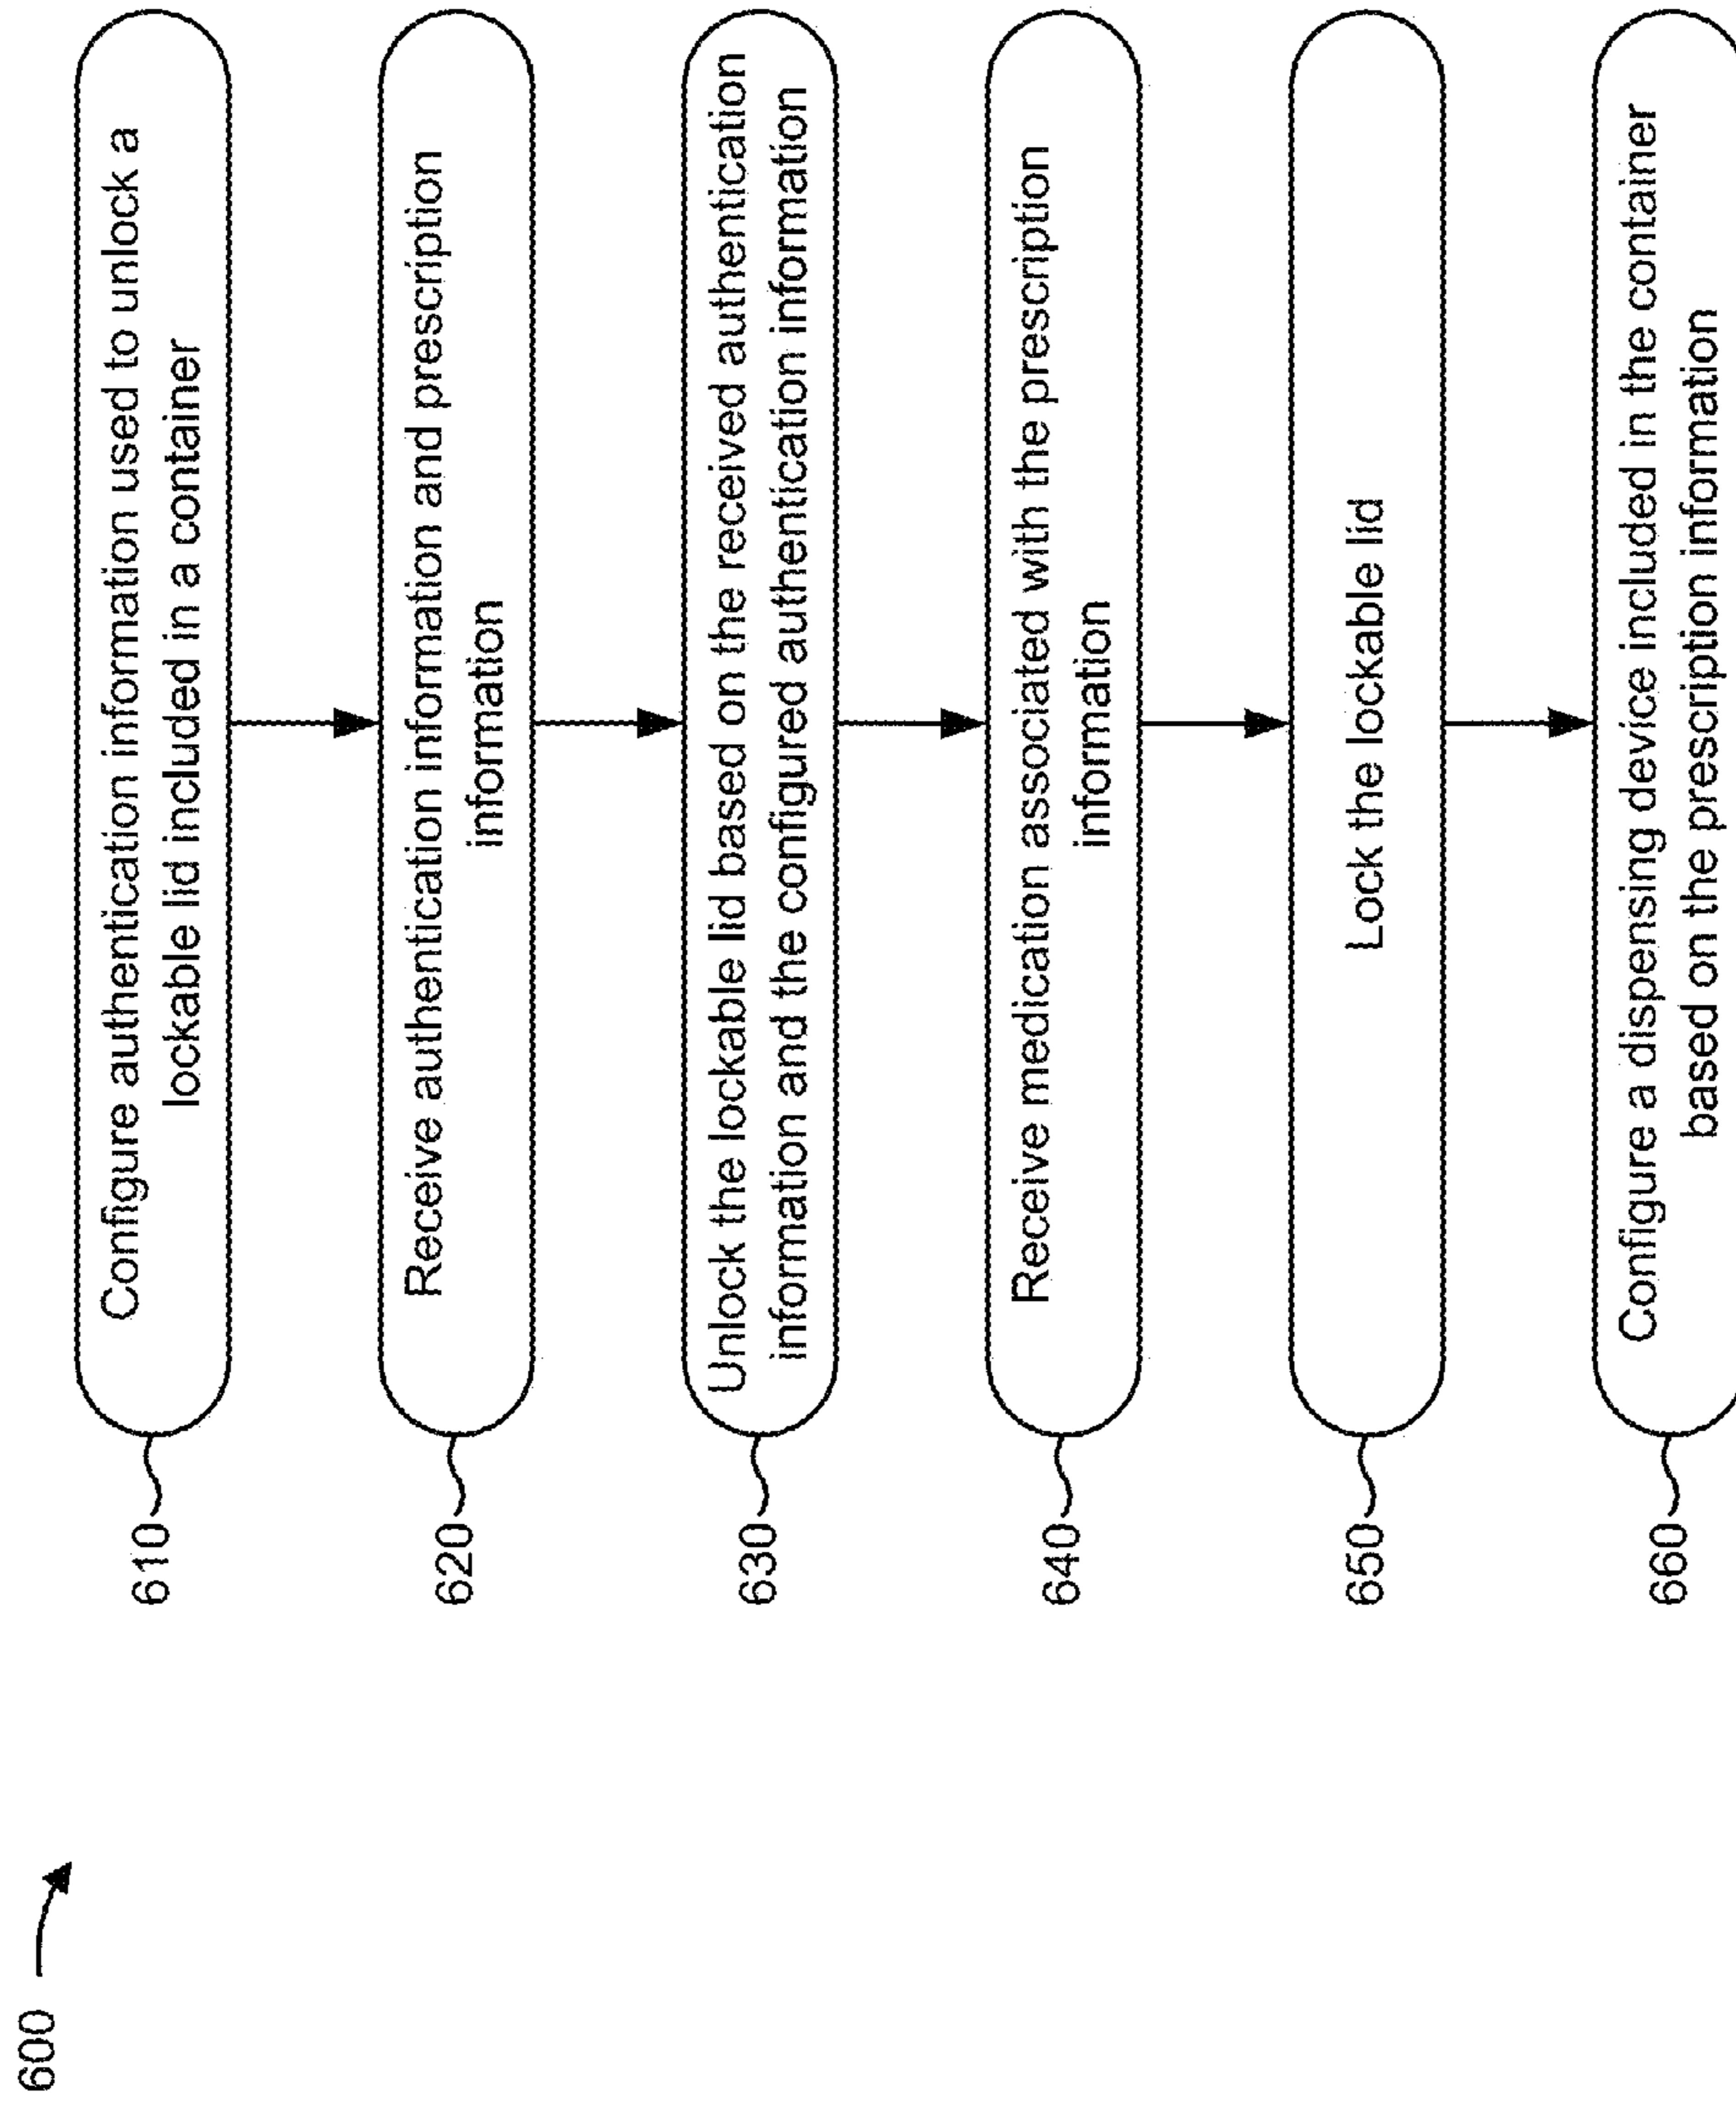 600
610
Configure authentication information used to unlock a
lockable lid included in a container
620
Receive authentication information and prescription
information
630
Unlock the lockable lid based on the received authentication
information and the configured authentication information
640
Receive medication associated with the prescription
information
650
Lock the lockable lid
660
Configure a dispensing device included in the container
based on the prescription information